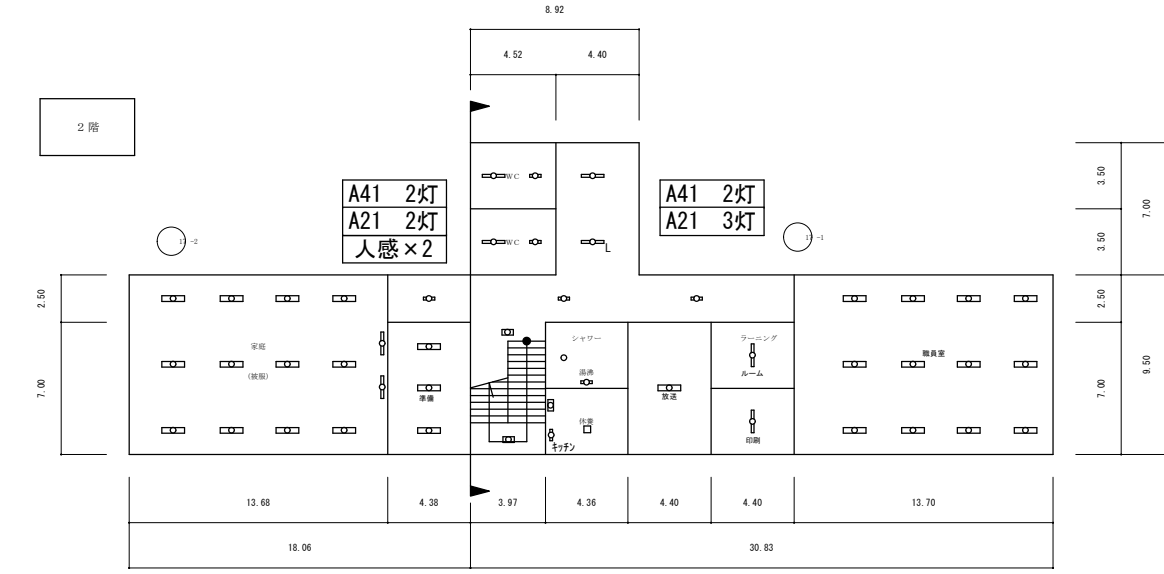 8.92
4.52
4.40
2階
3.50
7.00
3.50
WC
A41 2灯
A21 2灯
人感×2
A41 2灯
A21 3灯
WC
L
17-2
17-1
2.50
2.50
家庭
(被服)
準備
シャワー
湯沸
休養
キッチン
放送
ラーニング
ルーム
印刷
職員室
7.00
7.00
9.50
13.68
4.38
3.97
4.36
4.40
4.40
13.70
18.06
30.83